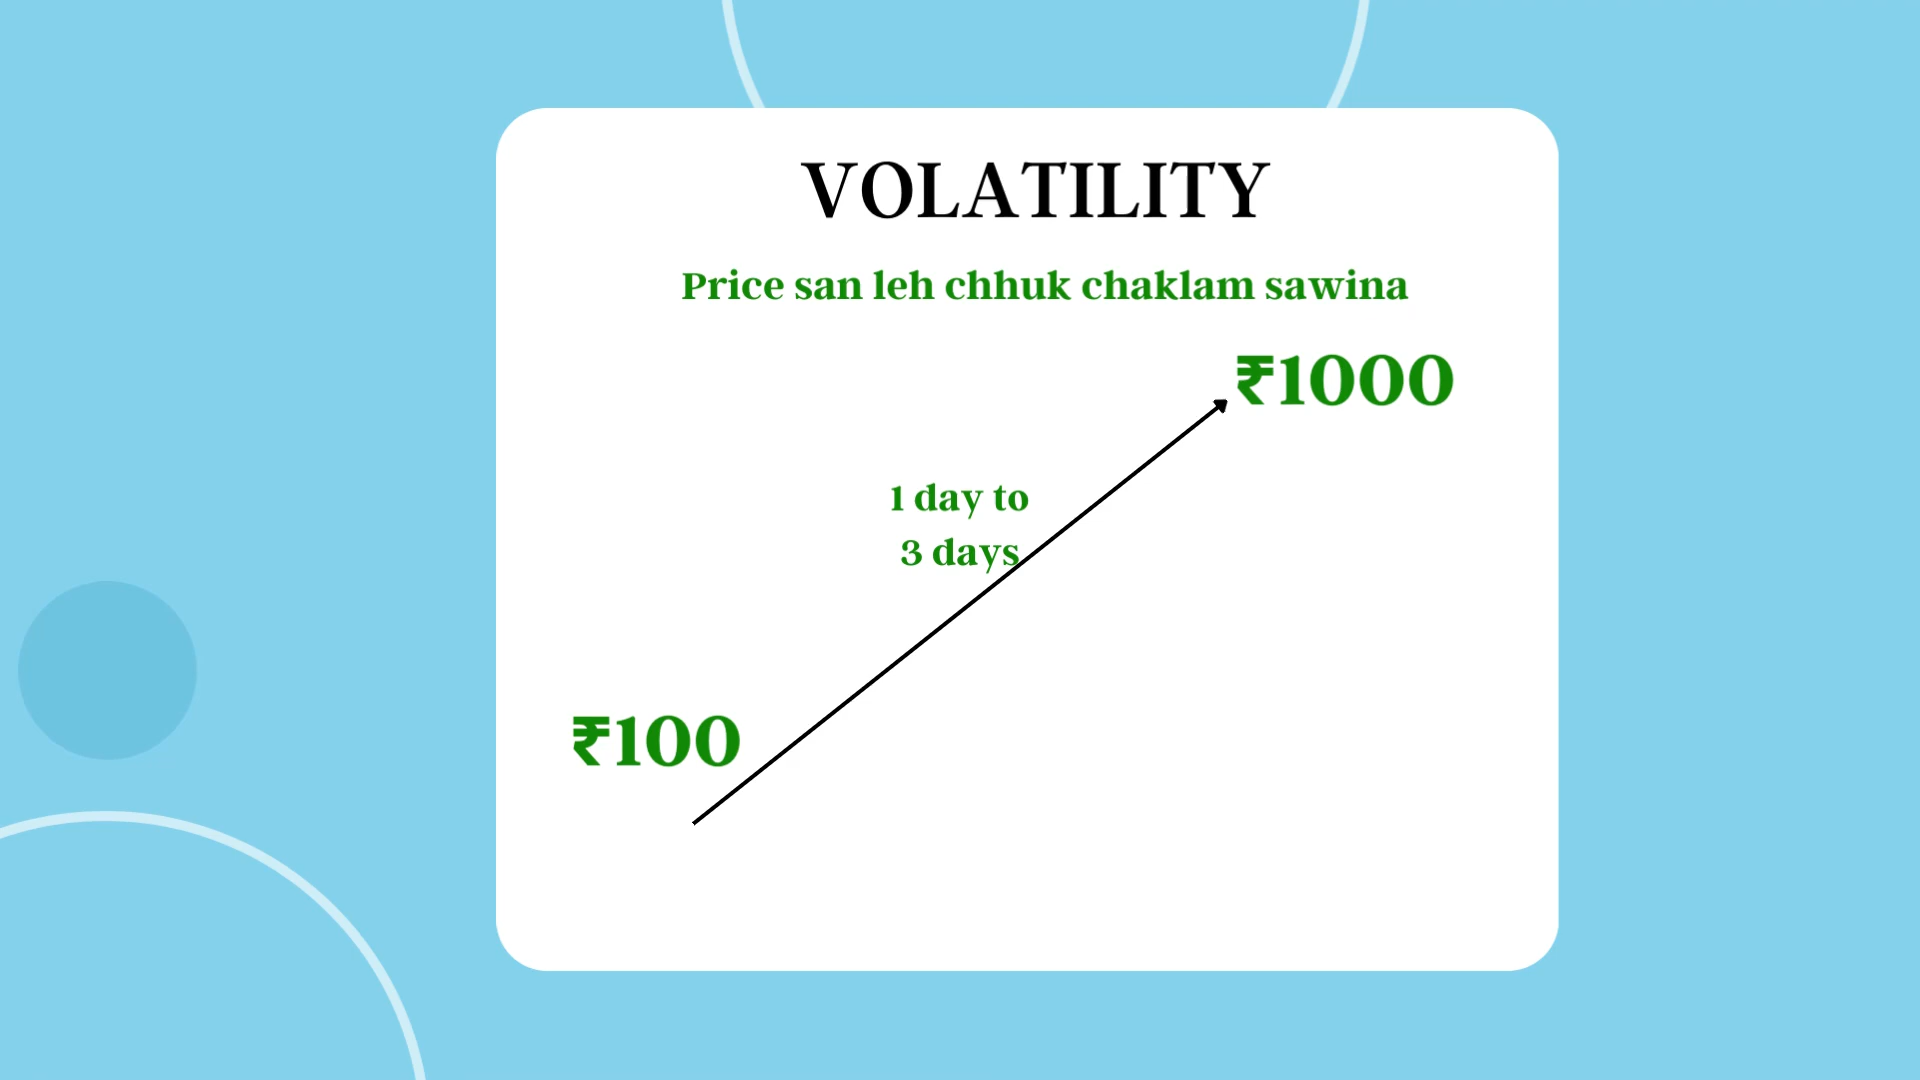 VOLATILITY
Price san leh chhuk chaklam sawina
₹1000
1 day to
3 days
₹100